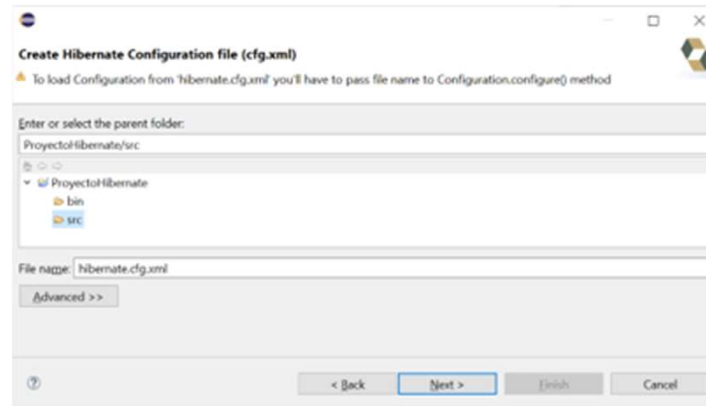 Create Hibernate Configuration file (cfg.xml)
To load Configuration from 'hibernate.cfg.xml' you'll have to pass file name to Configuration.configure() method
Enter or select the parent folder:
ProyectoHibernate/src
ProyectoHibernate
bin
src
File name: hibernate.cfg.xml
Advanced >>
< Back Next > Finish Cancel